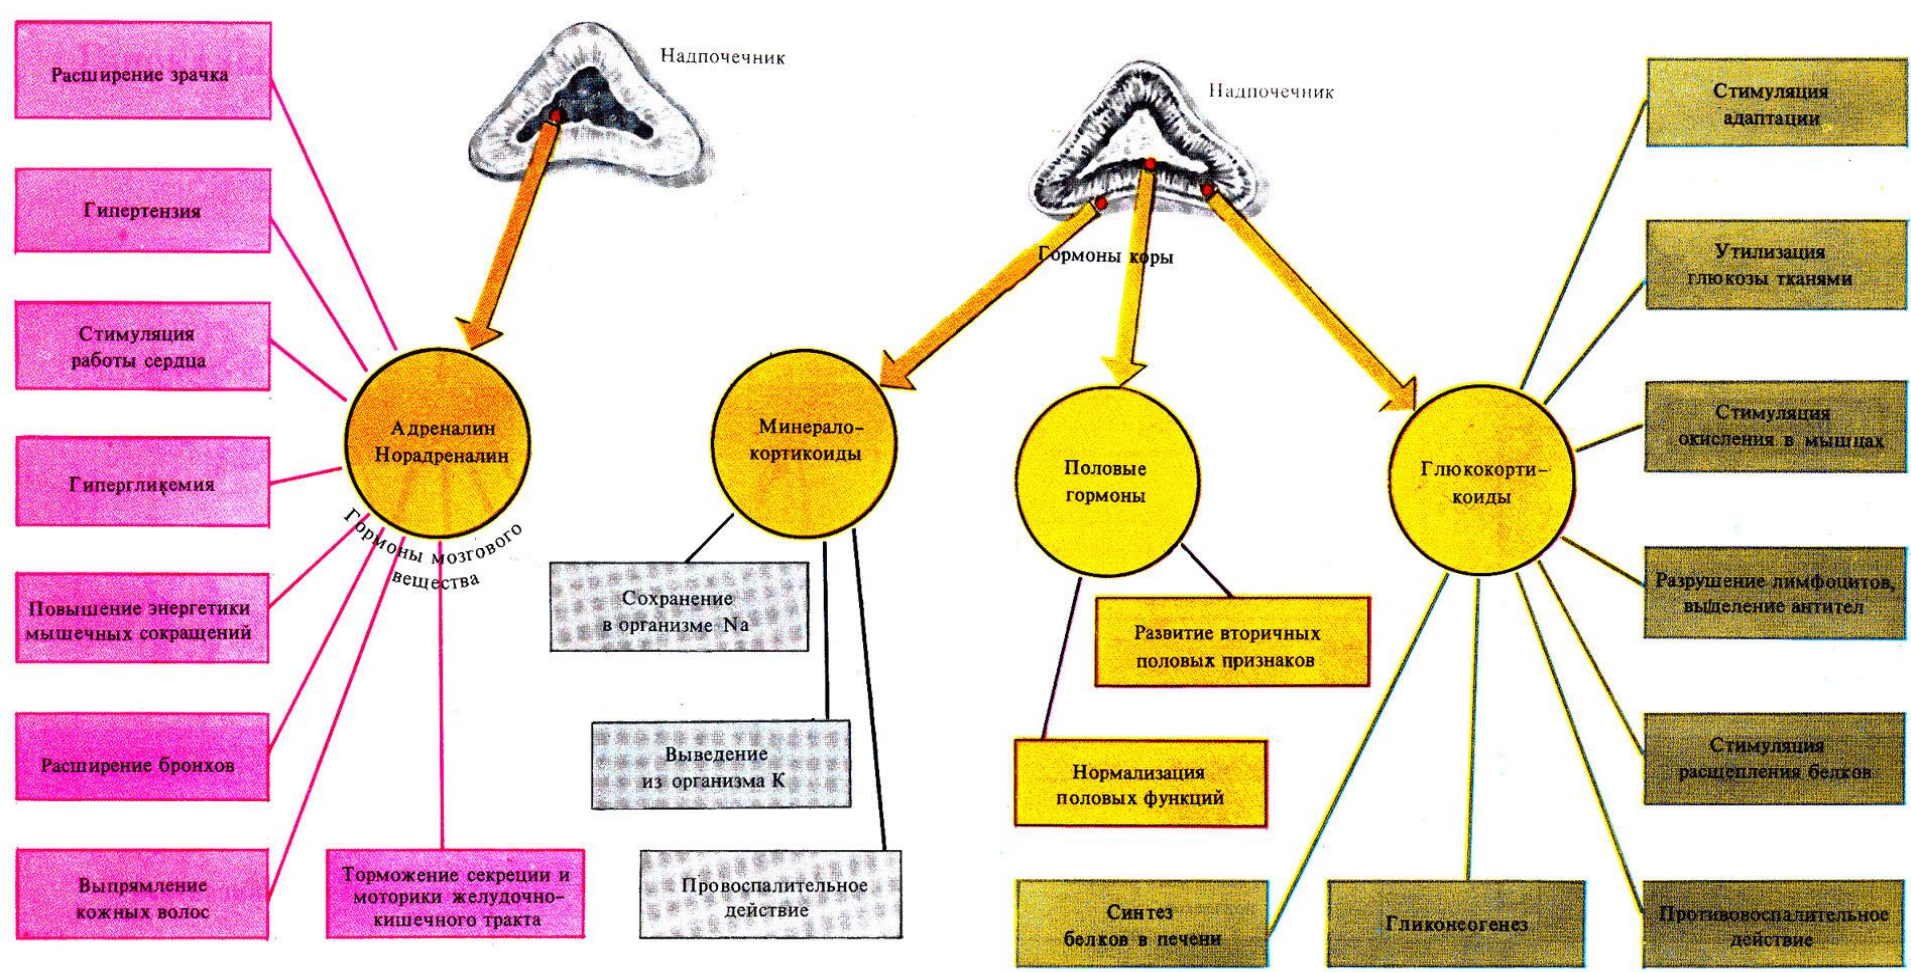 Надпочечник
Надпочечник
Гормоны коры
Расширение зрачка
Гипертензия
Стимуляция
работы сердца
Гипергликемия
Повышение энергетики
мышечных сокращений
Расширение бронхов
Выпрямление
кожных волос
Торможение секреции и
моторики желудочно-
кишечного тракта
Адреналин
Норадреналин
Гормоны мозгового
вещества
Минерало-
кортикоиды
Сохранение
в организме Na
Выведение
из организма K
Провоспалительное
действие
Половые
гормоны
Развитие вторичных
половых признаков
Нормализация
половых функций
Глюкокорти-
коиды
Стимуляция
адаптации
Утилизация
глюкозы тканями
Стимуляция
окисления в мышцах
Разрушение лимфоцитов,
выделение антител
Стимуляция
расщепления белков
Противовоспалительное
действие
Гликонеогенез
Синтез
белков в печени